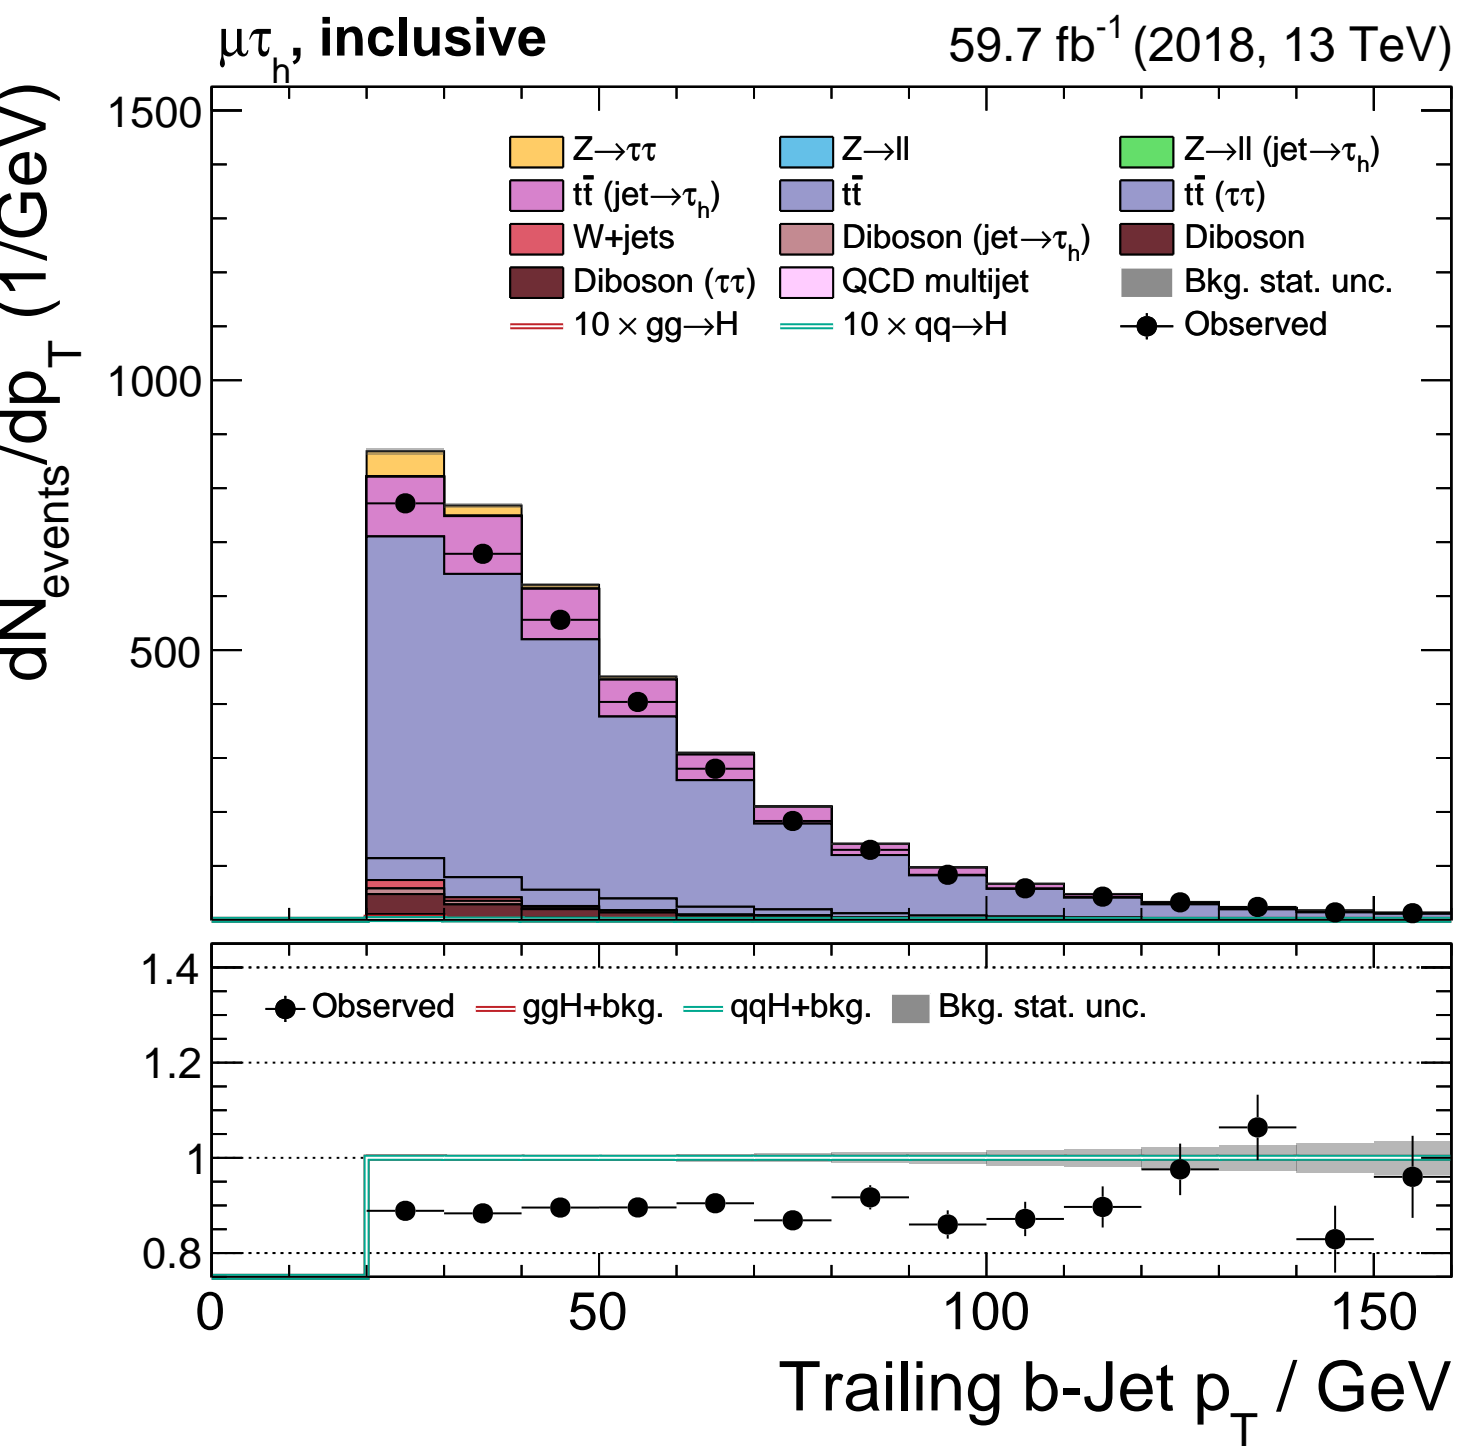 μτh, inclusive
59.7 fb-1 (2018, 13 TeV)
dNevents/dpT (1/GeV)
1500
1000
500
Z→ττ
Z→ll
Z→ll (jet→τh)
tt̄ (jet→τh)
tt̄
tt̄ (ττ)
W+jets
Diboson (jet→τh)
Diboson
Diboson (ττ)
QCD multijet
Bkg. stat. unc.
10 × gg→H
10 × qq→H
Observed
1.4
1.2
1
0.8
Observed
ggH+bkg.
qqH+bkg.
Bkg. stat. unc.
0
50
100
150
Trailing b-Jet pT / GeV